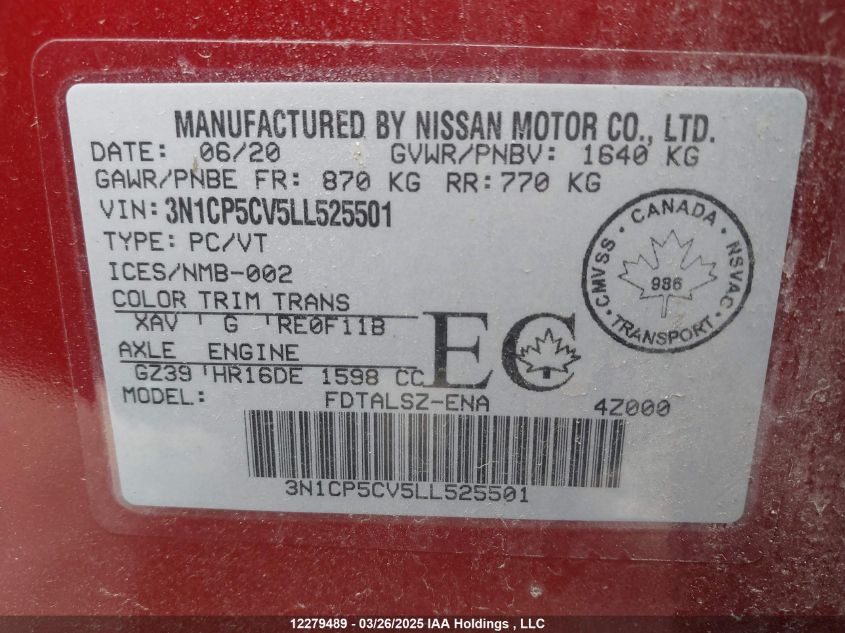 MANUFACTURED BY NISSAN MOTOR CO., LTD.
DATE: 06/20 GVWR/PNBV: 1640 KG
GAWR/PNBE FR: 870 KG RR: 770 KG
VIN: 3N1CP5CV5LL525501
TYPE: PC/VT
ICES/NMB-002
CMVSS • CANADA • NSVAC • TRANSPORT •
986
COLOR TRIM TRANS
XAV G RE0F11B
AXLE ENGINE
GZ39 HR16DE 1598 CC
EC
MODEL: FDTALSZ-ENA 4Z000
3N1CP5CV5LL525501
12279489 - 03/26/2025 IAA Holdings , LLC